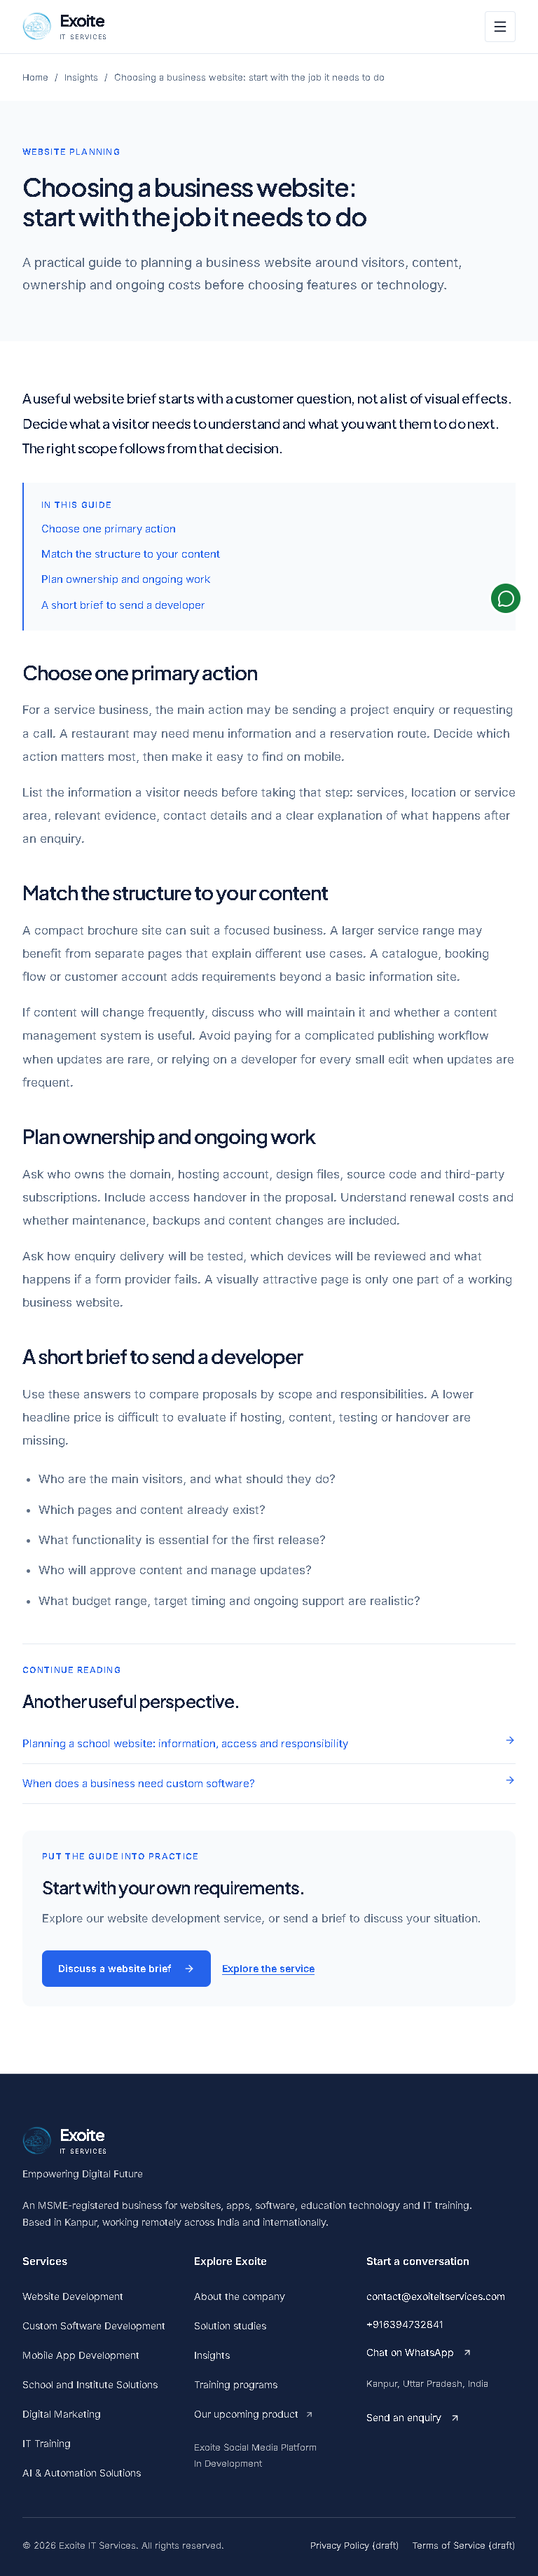 Exoite
IT SERVICES
Home / Insights / Choosing a business website: start with the job it needs to do
WEBSITE PLANNING
Choosing a business website:
start with the job it needs to do
A practical guide to planning a business website around visitors, content,
ownership and ongoing costs before choosing features or technology.
A useful website brief starts with a customer question, not a list of visual effects.
Decide what a visitor needs to understand and what you want them to do next.
The right scope follows from that decision.
IN THIS GUIDE
Choose one primary action
Match the structure to your content
Plan ownership and ongoing work
A short brief to send a developer
Choose one primary action
For a service business, the main action may be sending a project enquiry or requesting
a call. A restaurant may need menu information and a reservation route. Decide which
action matters most, then make it easy to find on mobile.
List the information a visitor needs before taking that step: services, location or service
area, relevant evidence, contact details and a clear explanation of what happens after
an enquiry.
Match the structure to your content
A compact brochure site can suit a focused business. A larger service range may
benefit from separate pages that explain different use cases. A catalogue, booking
flow or customer account adds requirements beyond a basic information site.
If content will change frequently, discuss who will maintain it and whether a content
management system is useful. Avoid paying for a complicated publishing workflow
when updates are rare, or relying on a developer for every small edit when updates are
frequent.
Plan ownership and ongoing work
Ask who owns the domain, hosting account, design files, source code and third-party
subscriptions. Include access handover in the proposal. Understand renewal costs and
whether maintenance, backups and content changes are included.
Ask how enquiry delivery will be tested, which devices will be reviewed and what
happens if a form provider fails. A visually attractive page is only one part of a working
business website.
A short brief to send a developer
Use these answers to compare proposals by scope and responsibilities. A lower
headline price is difficult to evaluate if hosting, content, testing or handover are
missing.
• Who are the main visitors, and what should they do?
• Which pages and content already exist?
• What functionality is essential for the first release?
• Who will approve content and manage updates?
• What budget range, target timing and ongoing support are realistic?
CONTINUE READING
Another useful perspective.
Planning a school website: information, access and responsibility
When does a business need custom software?
PUT THE GUIDE INTO PRACTICE
Start with your own requirements.
Explore our website development service, or send a brief to discuss your situation.
Discuss a website brief
Explore the service
Exoite
IT SERVICES
Empowering Digital Future
An MSME-registered business for websites, apps, software, education technology and IT training.
Based in Kanpur, working remotely across India and internationally.
Services
Website Development
Custom Software Development
Mobile App Development
School and Institute Solutions
Digital Marketing
IT Training
AI & Automation Solutions
Explore Exoite
About the company
Solution studies
Insights
Training programs
Our upcoming product
Exoite Social Media Platform
In Development
Start a conversation
contact@exoiteitservices.com
+916394732841
Chat on WhatsApp
Kanpur, Uttar Pradesh, India
Send an enquiry
© 2026 Exoite IT Services. All rights reserved.
Privacy Policy (draft)
Terms of Service (draft)